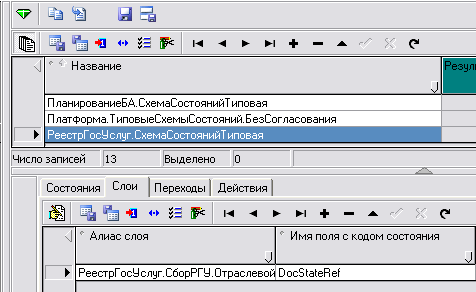 Название
Резул
ПланированиеБА.СхемаСостоянийТиповая
Платформа.ТиповыеСхемыСостояний.БезСогласования
РеестрГосУслуг.СхемаСостоянийТиповая
Число записей 13 Выделено 0
Состояния Слои Переходы Действия
Алиас слоя Имя поля с кодом состояния
РеестрГосУслуг.СборРГУ.Отраслевой DocStateRef